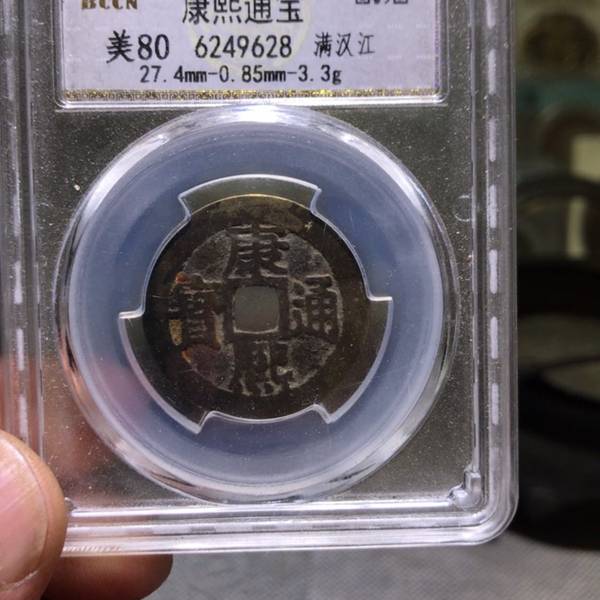 BCCN
康熙通宝
美80 6249628 满汉江
27.4mm-0.85mm-3.3g
康
寶 通
熙